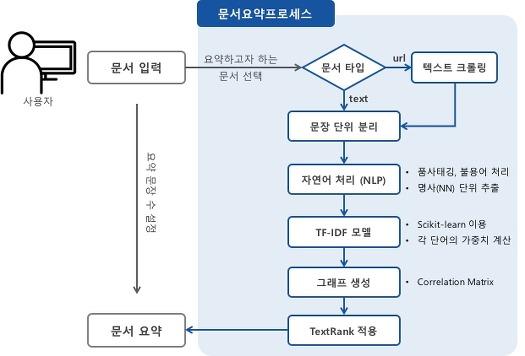 문서요약프로세스
사용자
문서 입력
요약하고자 하는
문서 선택
문서 타입
url
텍스트 크롤링
text
문장 단위 분리
자연어 처리 (NLP)
• 품사태깅, 불용어 처리
• 명사(NN) 단위 추출
TF-IDF 모델
• Scikit-learn 이용
• 각 단어의 가중치 계산
그래프 생성
• Correlation Matrix
TextRank 적용
요약 문장 수 설정
문서 요약